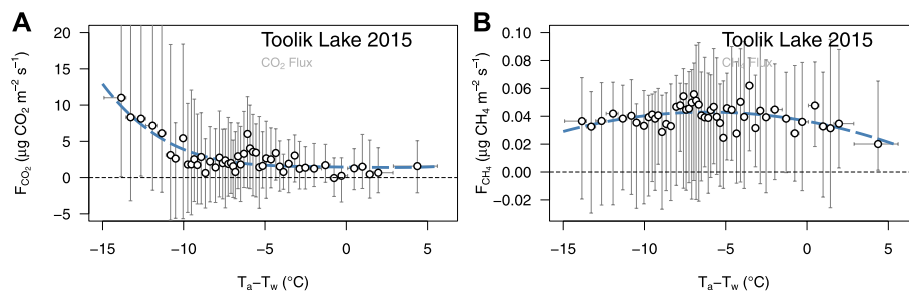 A
Toolik Lake 2015
CO₂ Flux
20
15
10
5
0
−5
F_CO₂ (µg CO2 m⁻² s⁻¹)
−15 −10 −5 0 5
Tₐ−T_w (°C)
B
Toolik Lake 2015
CH₄ Flux
0.10
0.08
0.06
0.04
0.02
0.00
−0.02
F_CH₄ (µg CH4 m⁻² s⁻¹)
−15 −10 −5 0 5
Tₐ−T_w (°C)